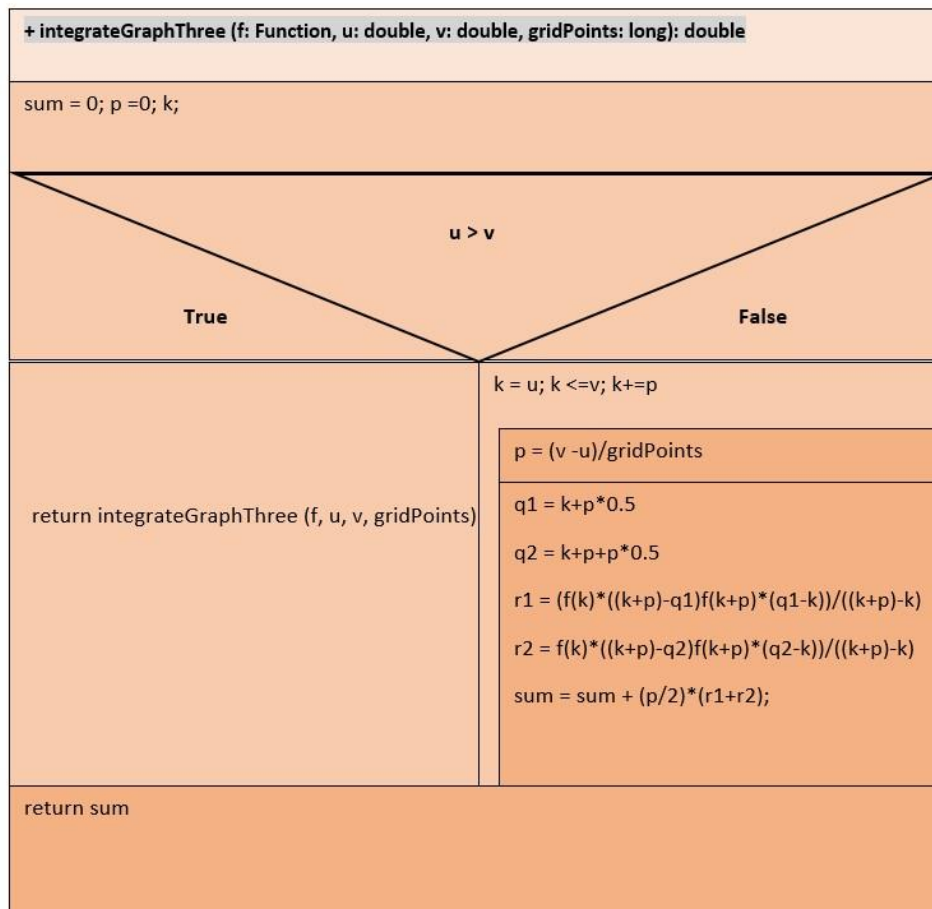 + integrateGraphThree (f: Function, u: double, v: double, gridPoints: long): double
sum = 0; p =0; k;
u > v
True
False
return integrateGraphThree (f, u, v, gridPoints)
k = u; k <=v; k+=p
p = (v -u)/gridPoints
q1 = k+p*0.5
q2 = k+p+p*0.5
r1 = (f(k)*((k+p)-q1)f(k+p)*(q1-k))/((k+p)-k)
r2 = f(k)*((k+p)-q2)f(k+p)*(q2-k))/((k+p)-k)
sum = sum + (p/2)*(r1+r2);
return sum